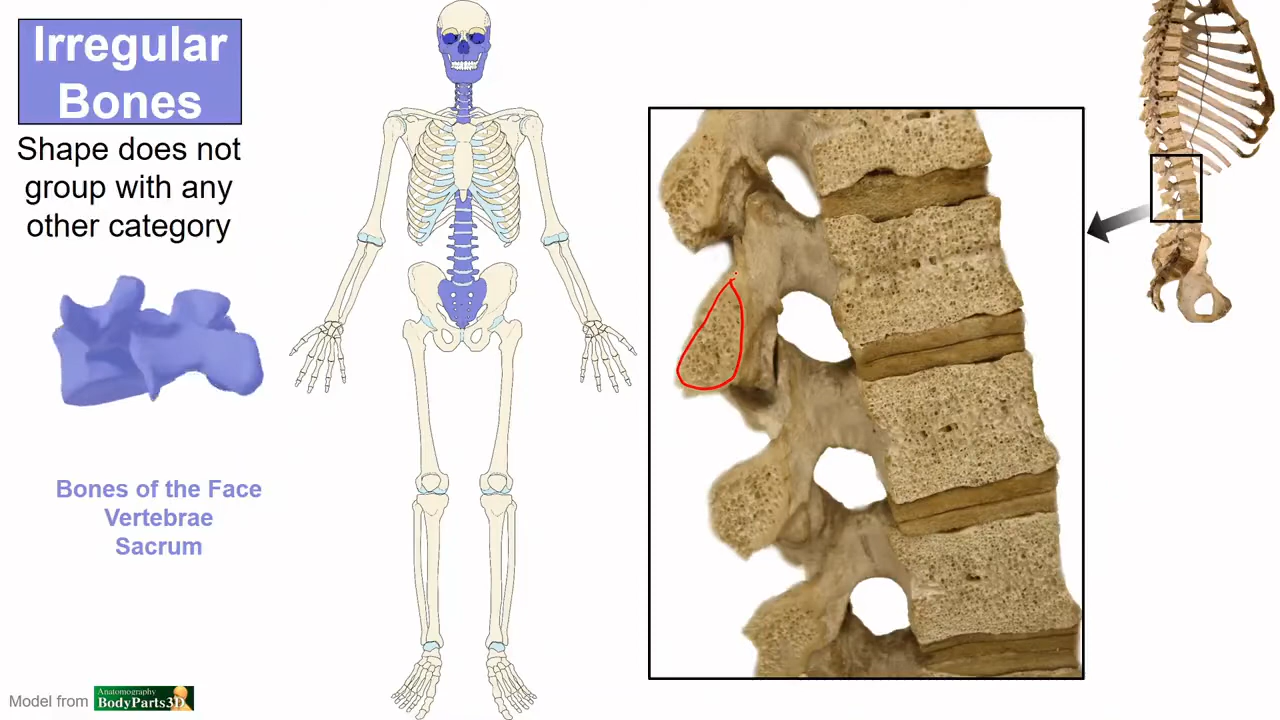 Irregular
Bones
Shape does not
group with any
other category
Bones of the Face
Vertebrae
Sacrum
Model from
Anatomography
BodyParts3D